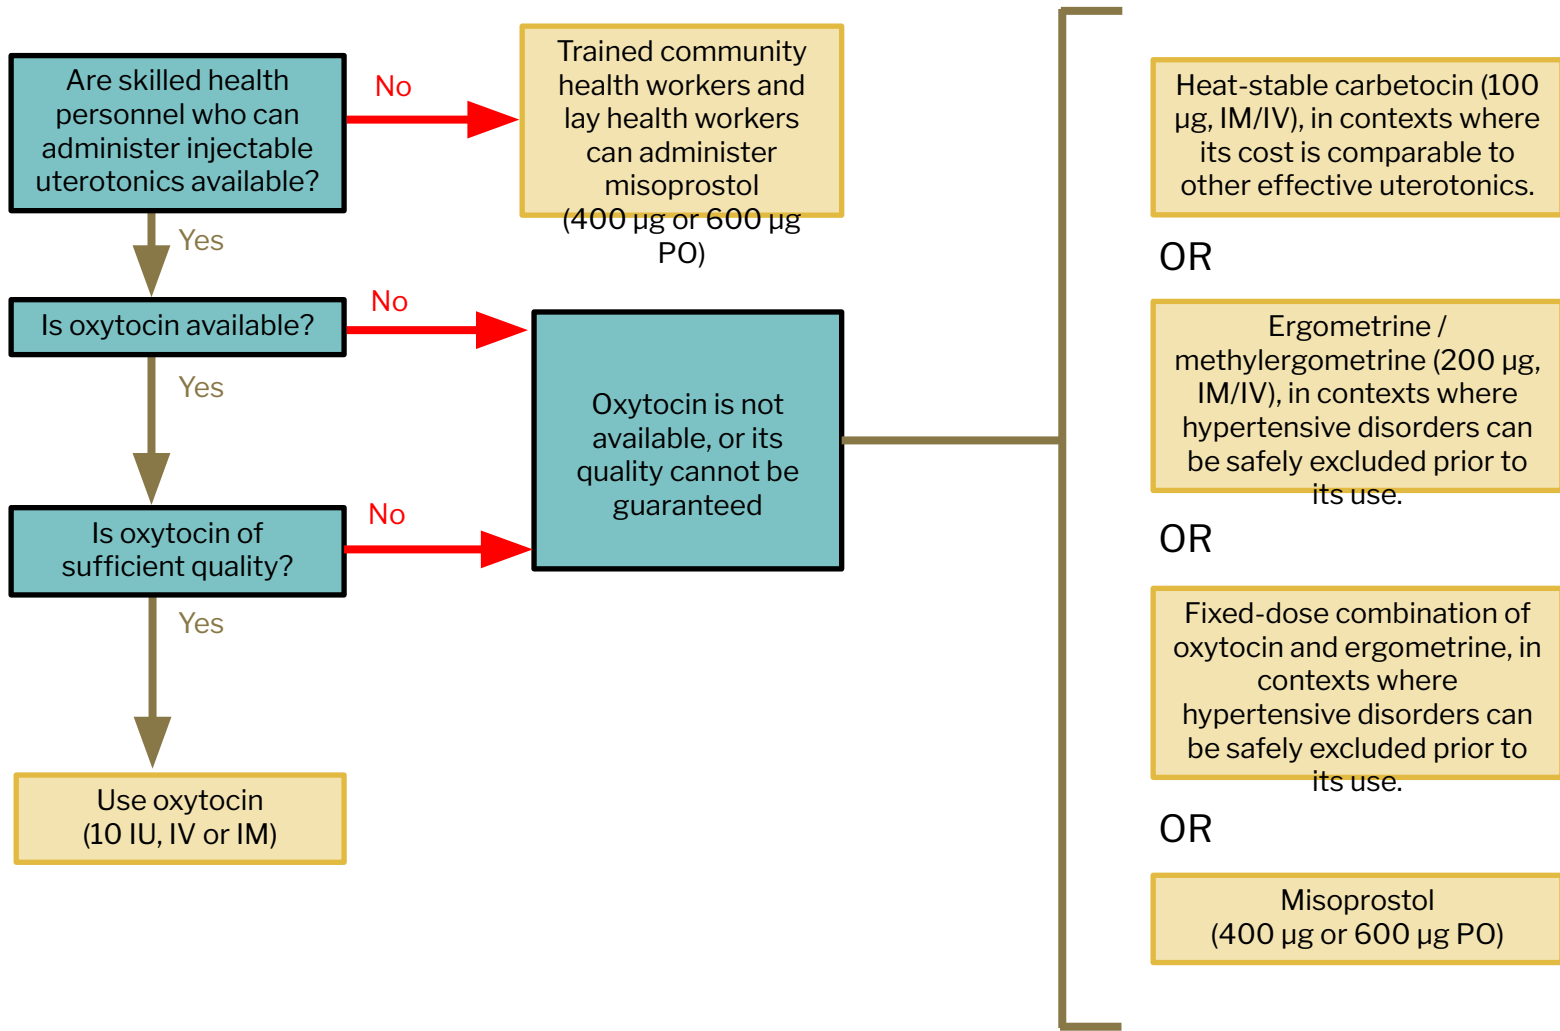 Are skilled health
personnel who can
administer injectable
uterotonics available?
No
Trained community
health workers and
lay health workers
can administer
misoprostol
(400 µg or 600 µg
PO)
Yes
Is oxytocin available?
No
Oxytocin is not
available, or its
quality cannot be
guaranteed
Yes
Is oxytocin of
sufficient quality?
No
Yes
Use oxytocin
(10 IU, IV or IM)
Heat-stable carbetocin (100
µg, IM/IV), in contexts where
its cost is comparable to
other effective uterotonics.
OR
Ergometrine /
methylergometrine (200 µg,
IM/IV), in contexts where
hypertensive disorders can
be safely excluded prior to
its use.
OR
Fixed-dose combination of
oxytocin and ergometrine, in
contexts where
hypertensive disorders can
be safely excluded prior to
its use.
OR
Misoprostol
(400 µg or 600 µg PO)